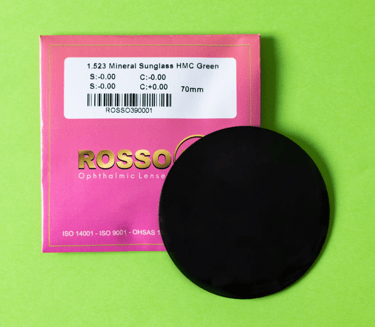 1.523 Mineral Sunglass HMC Green
S:-0.00 C:-0.00
S:-0.00 C:+0.00 70mm
ROSSO390001
ROSSO
Ophthalmic Lense
ISO 14001 - ISO 9001 - OHSAS